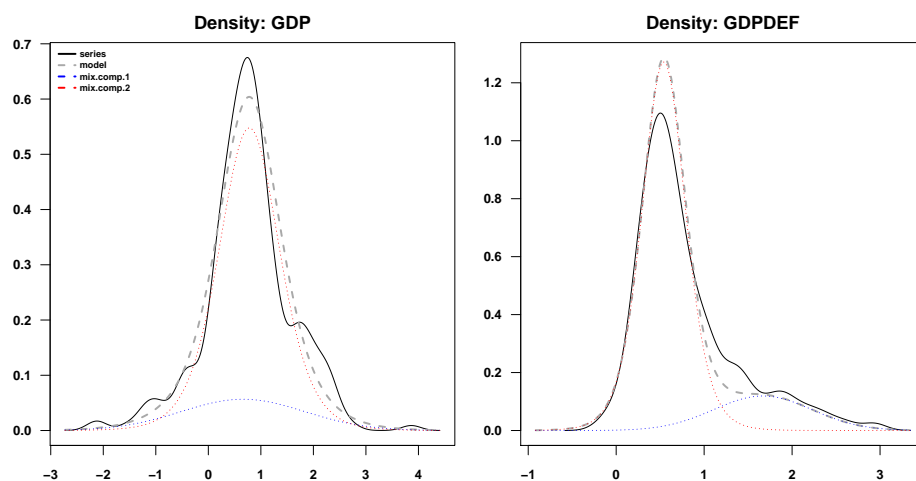 Density: GDP
Density: GDPDEF
series
model
mix.comp.1
mix.comp.2
0.7
0.6
0.5
0.4
0.3
0.2
0.1
0.0
−3 −2 −1 0 1 2 3 4
1.2
1.0
0.8
0.6
0.4
0.2
0.0
−1 0 1 2 3